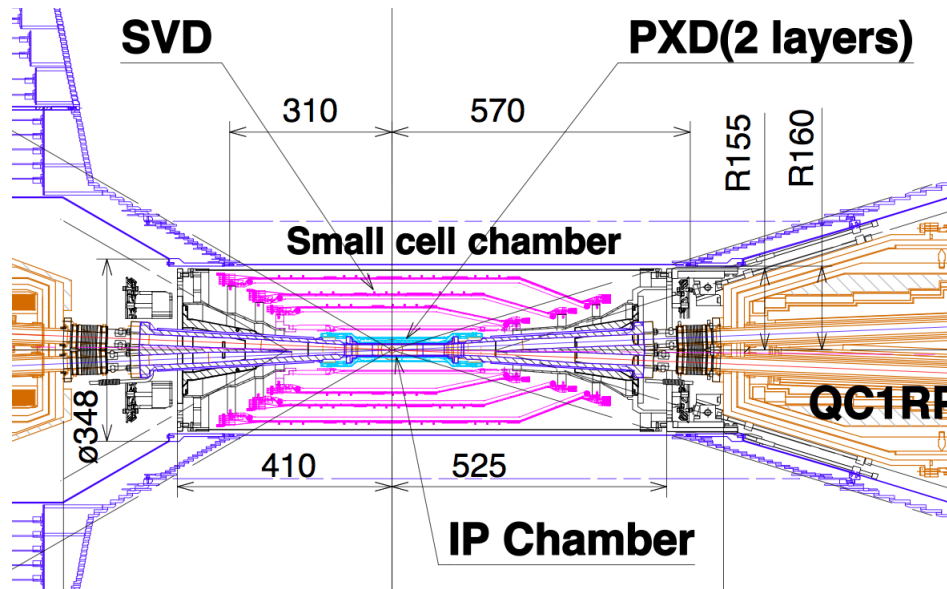 SVD
PXD(2 layers)
310
570
R155
R160
Small cell chamber
ø348
QC1RP
410
525
IP Chamber